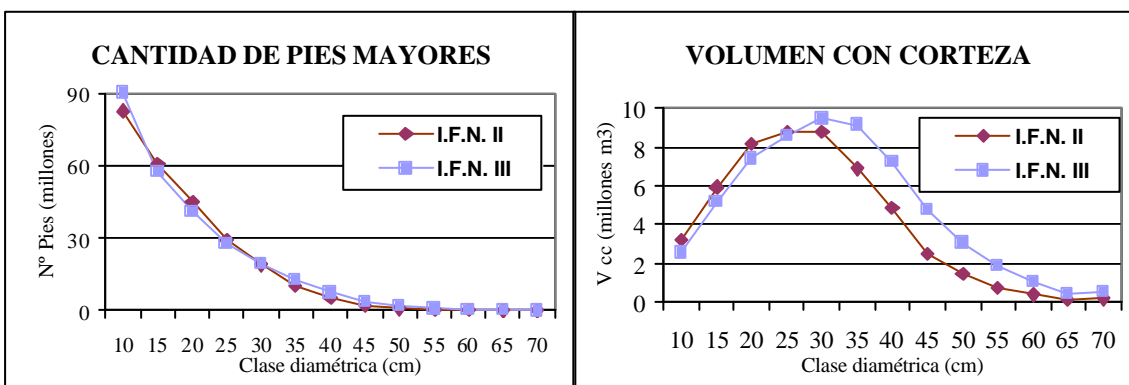 CANTIDAD DE PIES MAYORES
Nº Pies (millones)
90
60
30
0
I.F.N. II
I.F.N. III
10 15 20 25 30 35 40 45 50 55 60 65 70
Clase diamétrica (cm)
VOLUMEN CON CORTEZA
V cc (millones m3)
10
8
6
4
2
0
I.F.N. II
I.F.N. III
10 15 20 25 30 35 40 45 50 55 60 65 70
Clase diamétrica (cm)